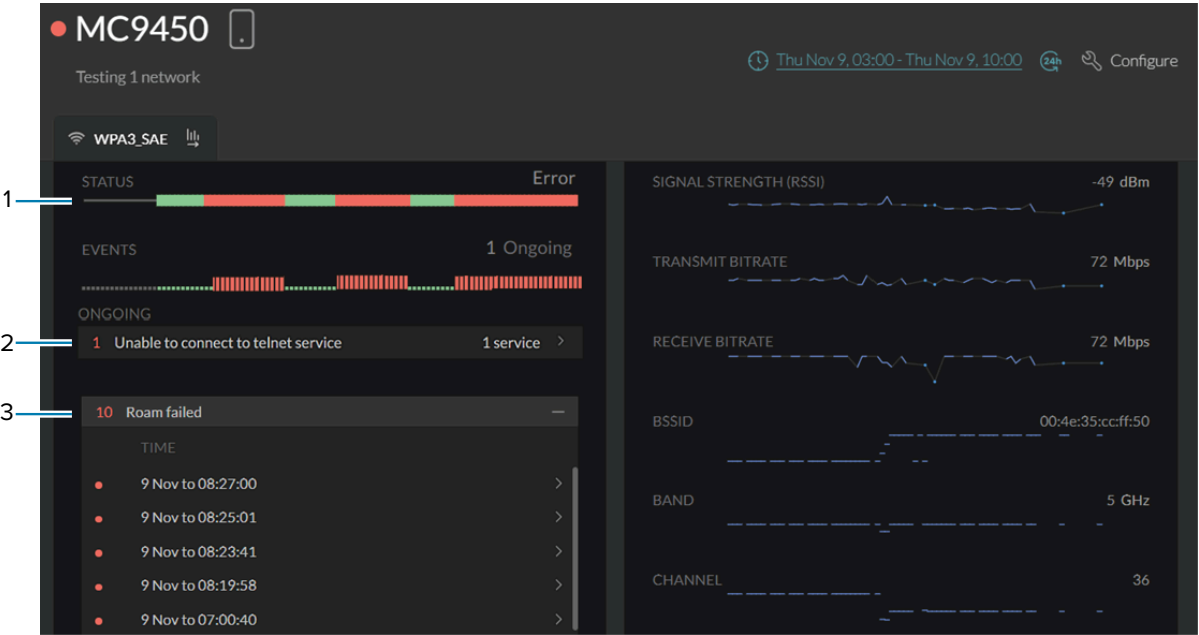 MC9450
Testing 1 network
Thu Nov 9, 03:00 - Thu Nov 9, 10:00
24h
Configure
WPA3_SAE
1
STATUS
Error
EVENTS
1 Ongoing
ONGOING
2
1 Unable to connect to telnet service
1 service
3
10 Roam failed
TIME
9 Nov to 08:27:00
9 Nov to 08:25:01
9 Nov to 08:23:41
9 Nov to 08:19:58
9 Nov to 07:00:40
SIGNAL STRENGTH (RSSI)
-49 dBm
TRANSMIT BITRATE
72 Mbps
RECEIVE BITRATE
72 Mbps
BSSID
00:4e:35:cc:ff:50
BAND
5 GHz
CHANNEL
36